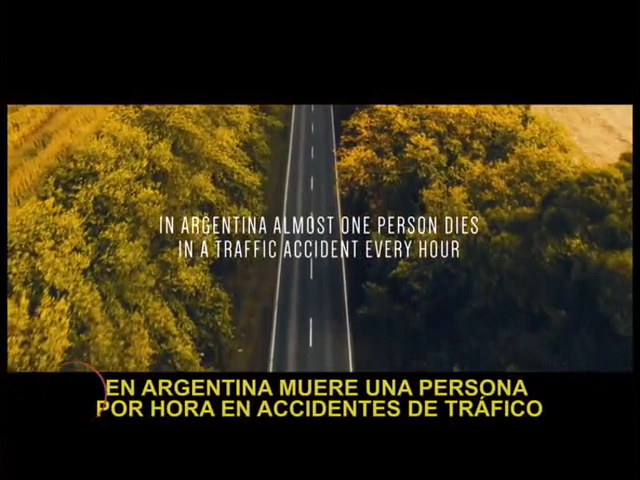 IN ARGENTINA ALMOST ONE PERSON DIES
IN A TRAFFIC ACCIDENT EVERY HOUR
EN ARGENTINA MUERE UNA PERSONA
POR HORA EN ACCIDENTES DE TRÁFICO